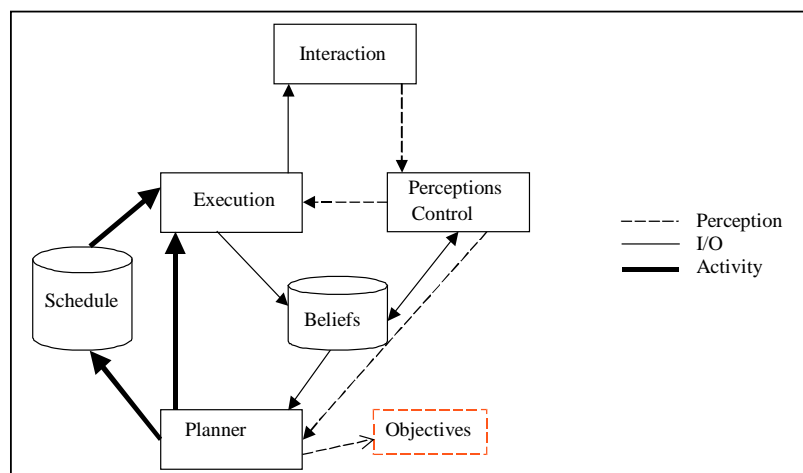 Interaction
Execution
Perceptions
Control
Perception
I/O
Activity
Schedule
Beliefs
Planner
Objectives